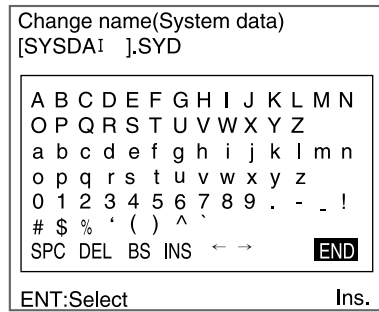 Change name(System data)
[SYSDAI ].SYD
A B C D E F G H I J K L M N
O P Q R S T U V W X Y Z
a b c d e f g h i j k l m n
o p q r s t u v w x y z
0 1 2 3 4 5 6 7 8 9 . - _ !
# $ % ‘ ( ) ^ `
SPC DEL BS INS ← → END
ENT:Select Ins.